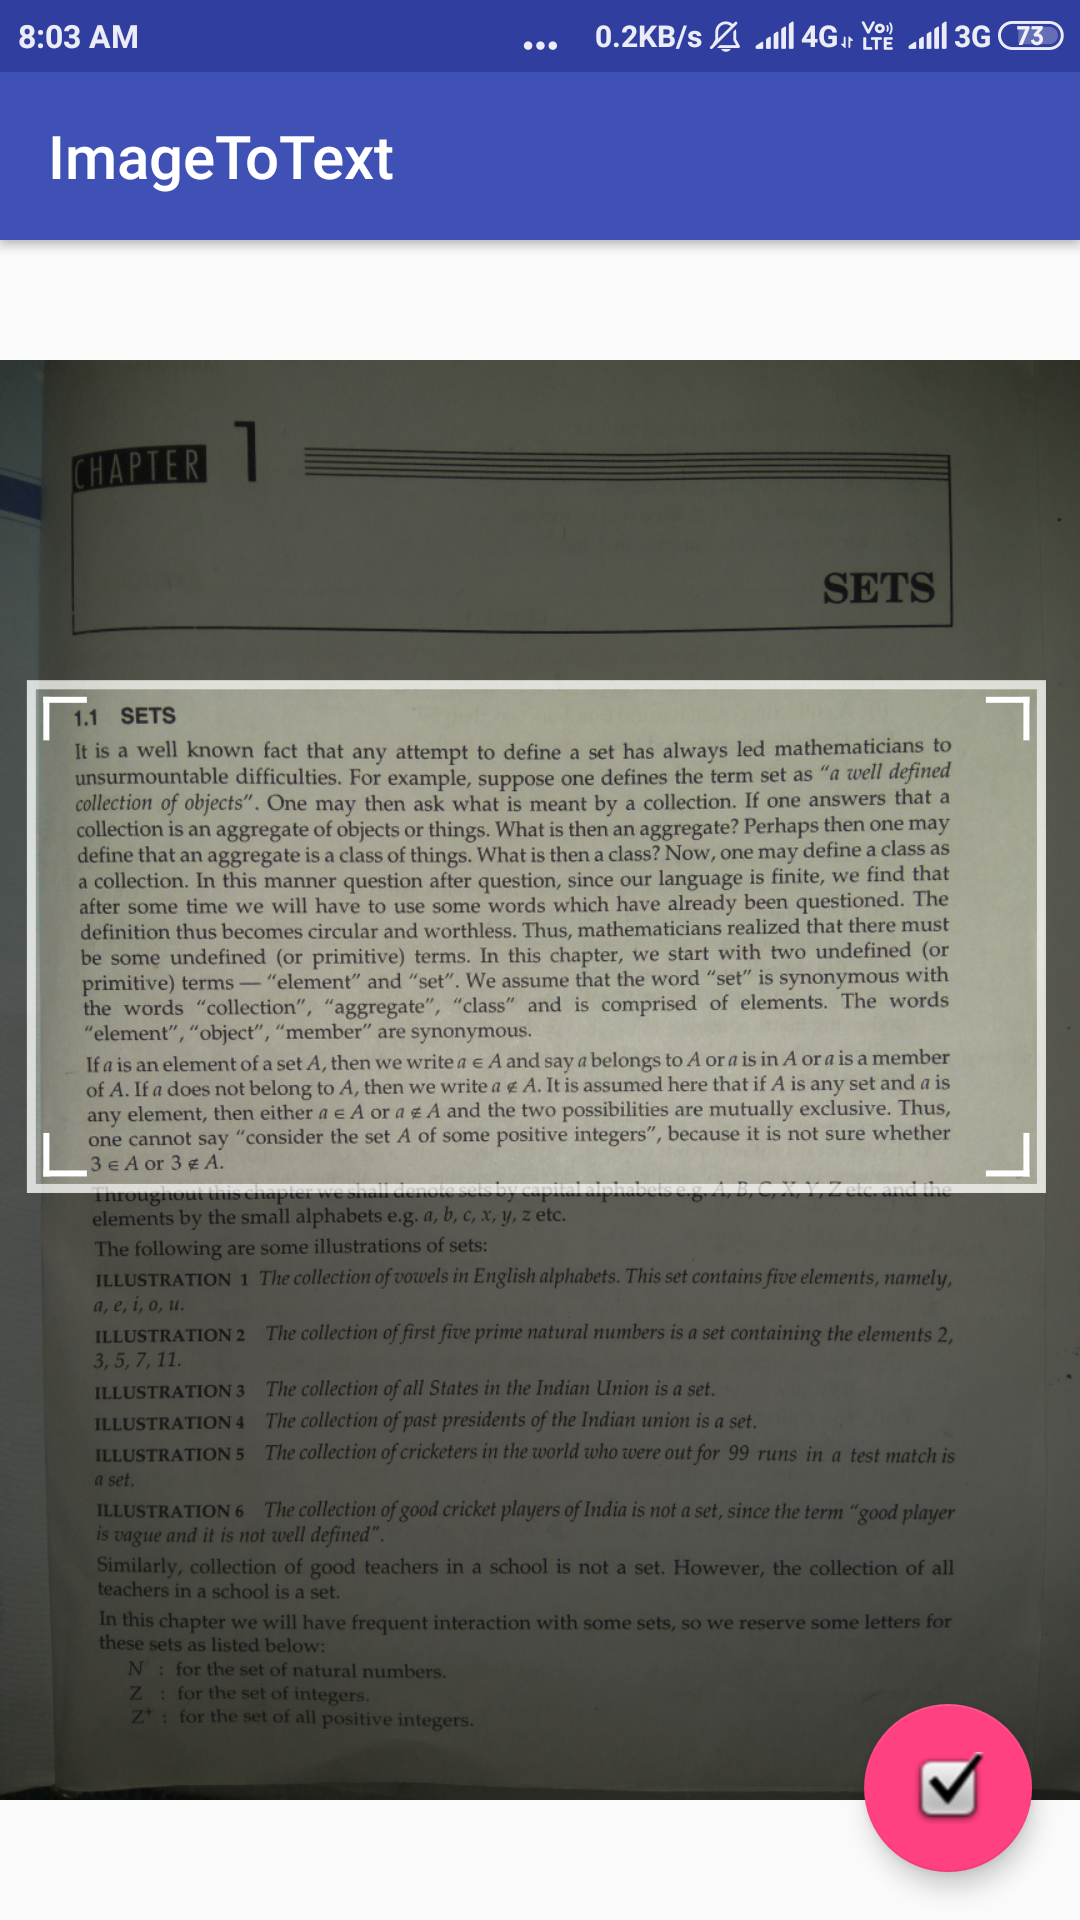 8:03 AM
... 0.2KB/s 4G VoLTE 3G 73
ImageToText
CHAPTER 1
SETS
1.1 SETS
It is a well known fact that any attempt to define a set has always led mathematicians to
unsurmountable difficulties. For example, suppose one defines the term set as “a well defined
collection of objects”. One may then ask what is meant by a collection. If one answers that a
collection is an aggregate of objects or things. What is then an aggregate? Perhaps then one may
define that an aggregate is a class of things. What is then a class? Now, one may define a class as
a collection. In this manner question after question, since our language is finite, we find that
after some time we will have to use some words which have already been questioned. The
definition thus becomes circular and worthless. Thus, mathematicians realized that there must
be some undefined (or primitive) terms. In this chapter, we start with two undefined (or
primitive) terms — “element” and “set”. We assume that the word “set” is synonymous with
the words “collection”, “aggregate”, “class” and is comprised of elements. The words
“element”, “object”, “member” are synonymous.
If a is an element of a set A, then we write a ∈ A and say a belongs to A or a is in A or a is a member
of A. If a does not belong to A, then we write a ∉ A. It is assumed here that if A is any set and a is
any element, then either a ∈ A or a ∉ A and the two possibilities are mutually exclusive. Thus,
one cannot say “consider the set A of some positive integers”, because it is not sure whether
3 ∈ A or 3 ∉ A.
Throughout this chapter we shall denote sets by capital alphabets e.g. A, B, C, X, Y, Z etc. and the
elements by the small alphabets e.g. a, b, c, x, y, z etc.
The following are some illustrations of sets:
ILLUSTRATION 1 The collection of vowels in English alphabets. This set contains five elements, namely,
a, e, i, o, u.
ILLUSTRATION 2 The collection of first five prime natural numbers is a set containing the elements 2,
3, 5, 7, 11.
ILLUSTRATION 3 The collection of all States in the Indian Union is a set.
ILLUSTRATION 4 The collection of past presidents of the Indian union is a set.
ILLUSTRATION 5 The collection of cricketers in the world who were out for 99 runs in a test match is
a set.
ILLUSTRATION 6 The collection of good cricket players of India is not a set, since the term “good player
is vague and it is not well defined”.
Similarly, collection of good teachers in a school is not a set. However, the collection of all
teachers in a school is a set.
In this chapter we will have frequent interaction with some sets, so we reserve some letters for
these sets as listed below:
N : for the set of natural numbers.
Z : for the set of integers.
Z⁺ : for the set of all positive integers.